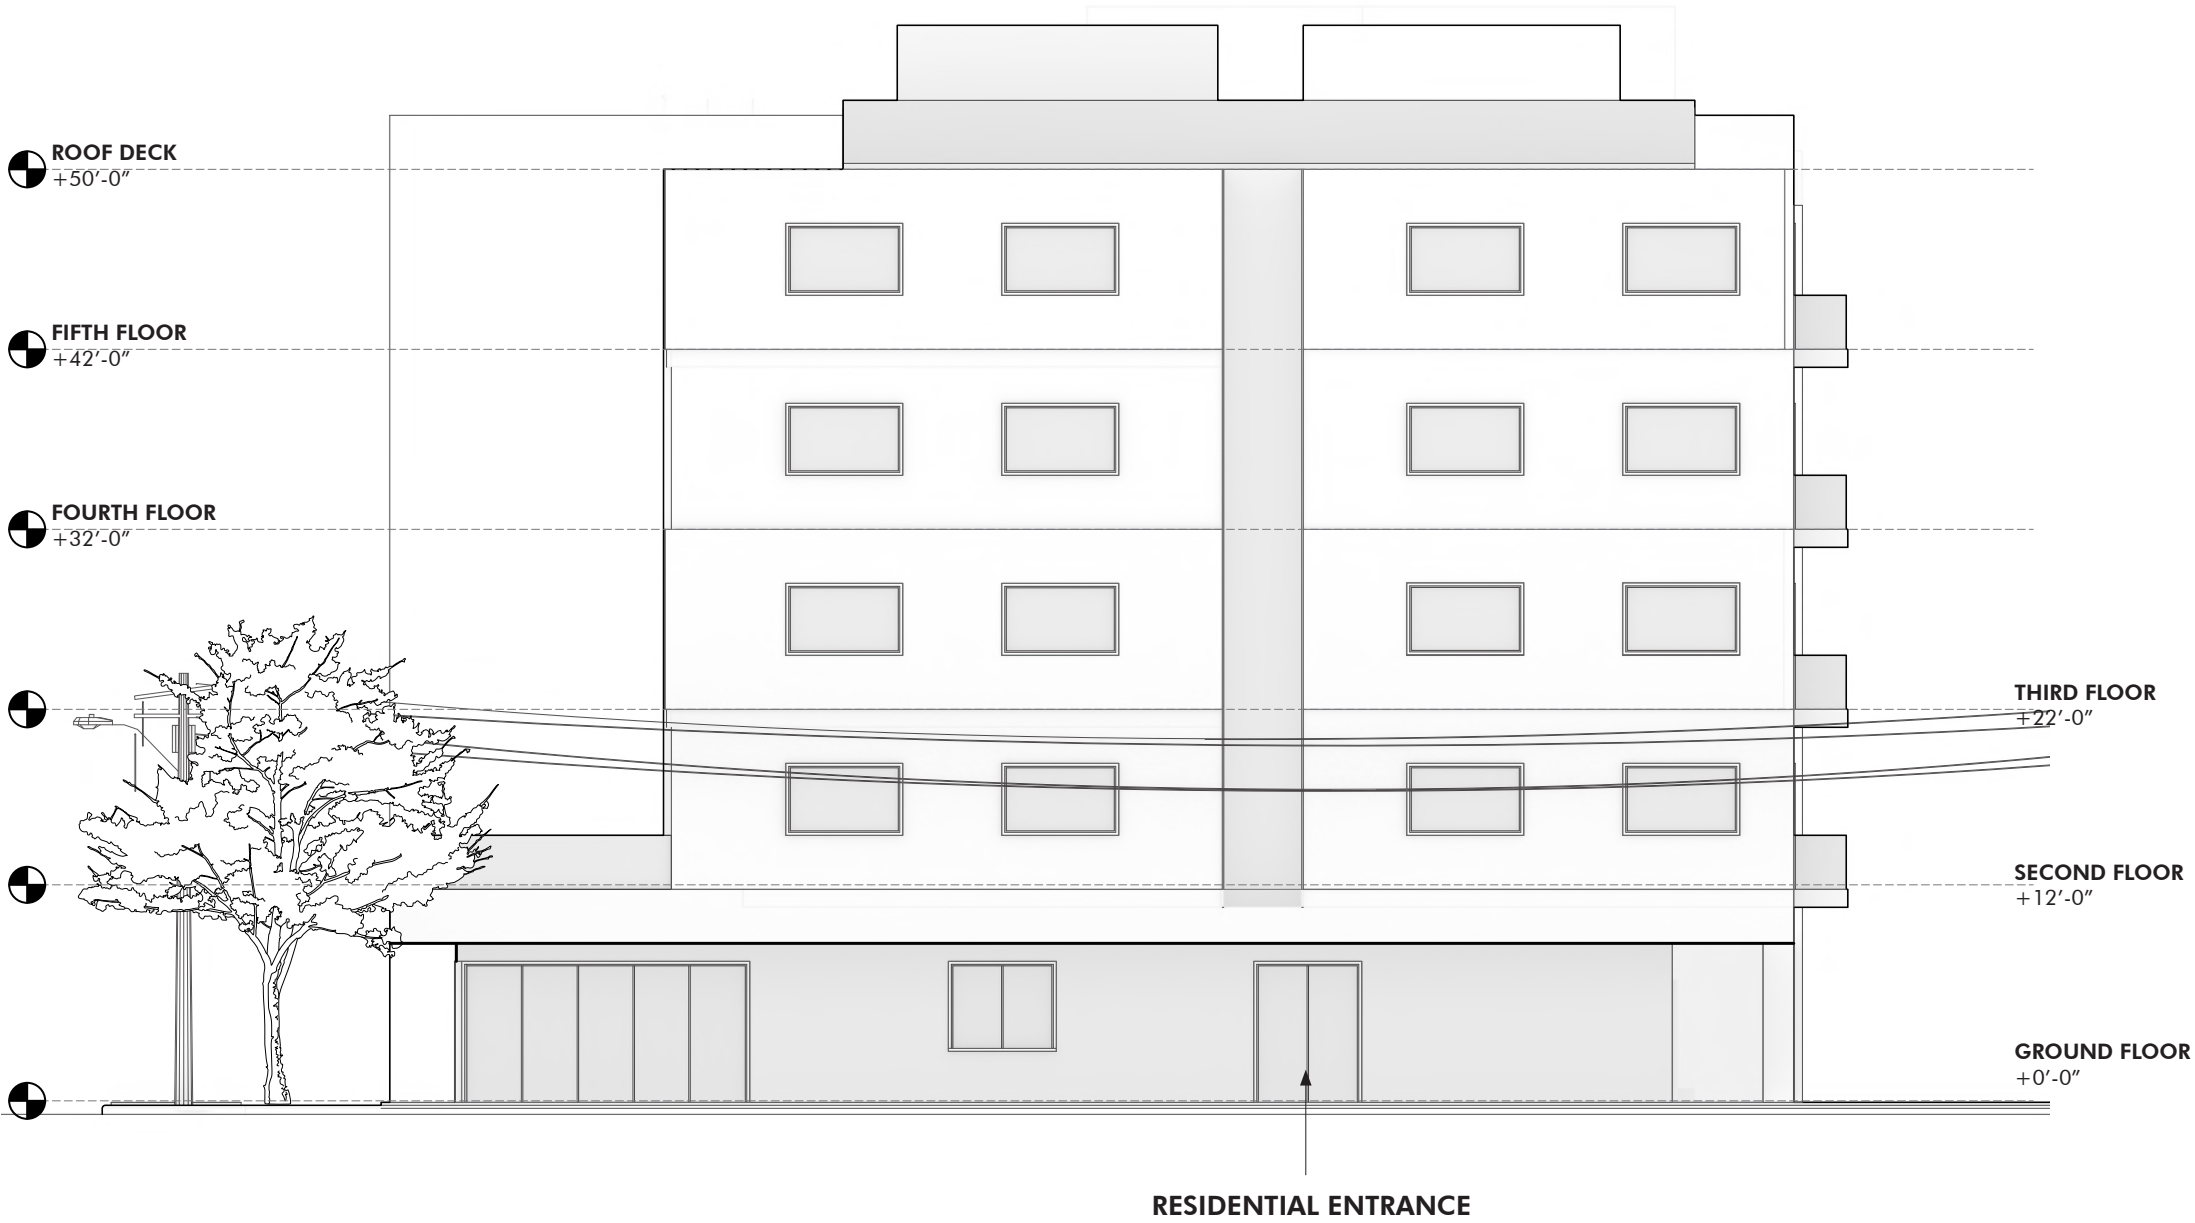 ROOF DECK
+50’-0”
FIFTH FLOOR
+42’-0”
FOURTH FLOOR
+32’-0”
THIRD FLOOR
+22’-0”
SECOND FLOOR
+12’-0”
GROUND FLOOR
+0’-0”
RESIDENTIAL ENTRANCE